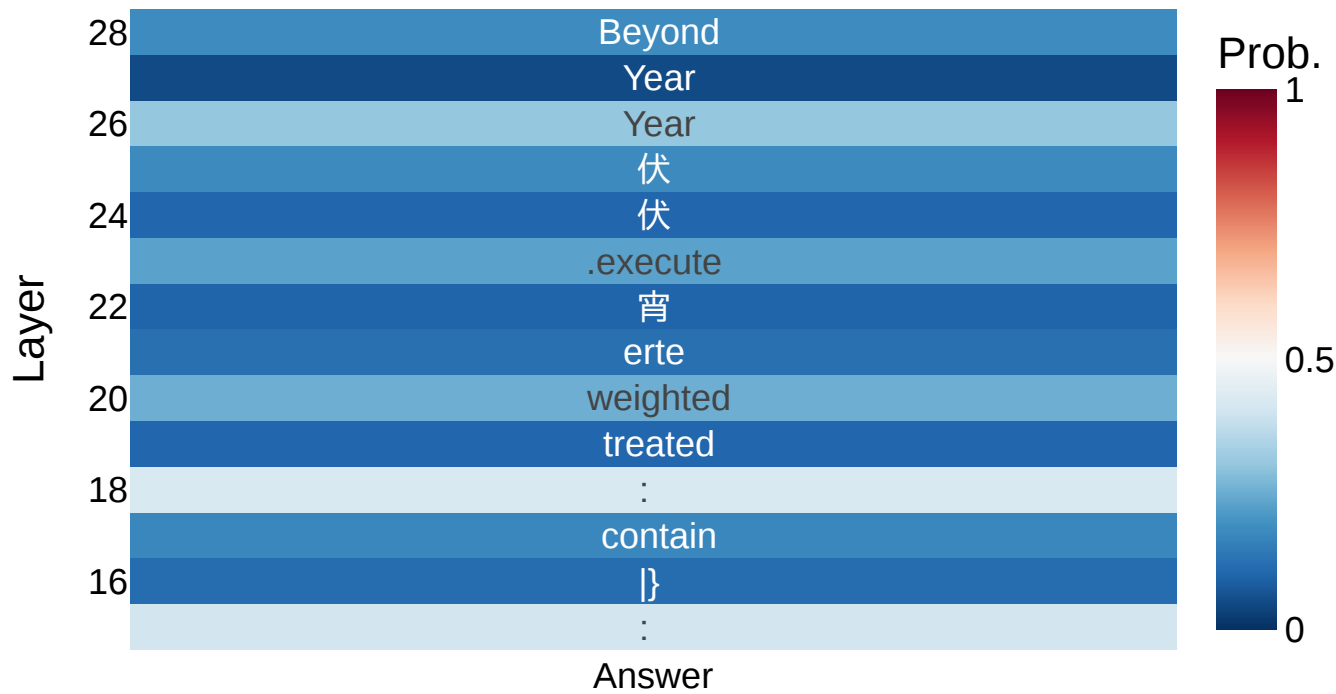 28 Beyond
Prob.
Year
1
26 Year
伏
24 伏
.execute
22 宵
Layer
erte
0.5
20 weighted
treated
18 :
contain
16 |}
: 0
Answer